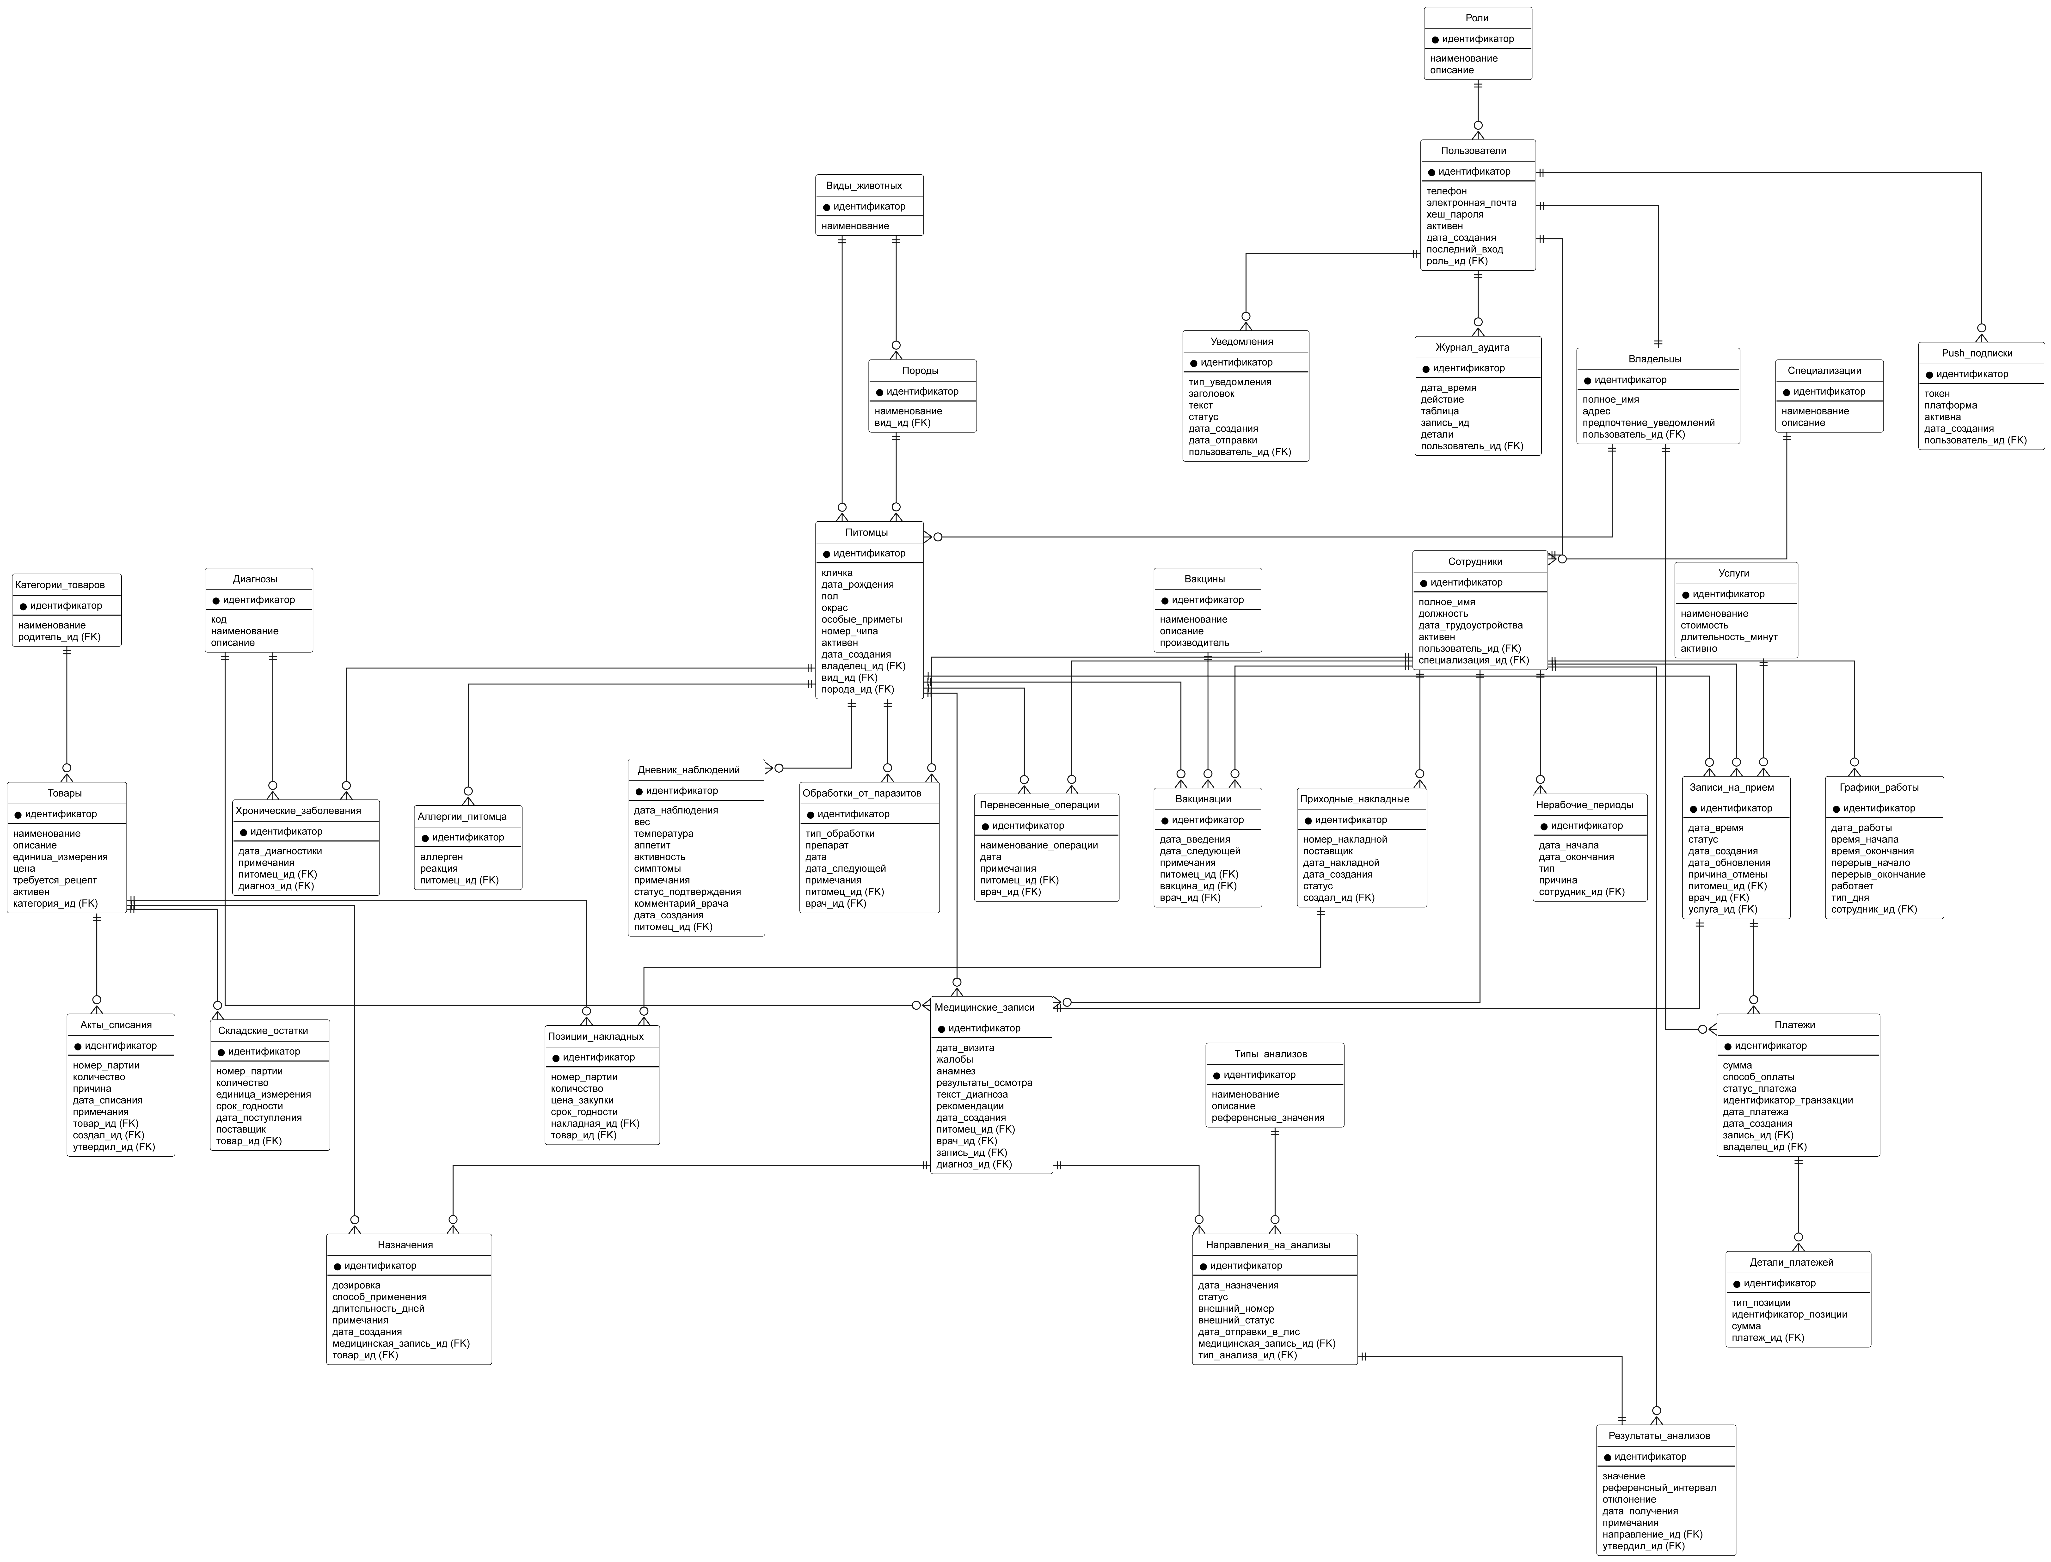 Роли
идентификатор
наименование
описание
Пользователи
идентификатор
телефон
электронная_почта
хеш_пароля
активен
дата_создания
последний_вход
роль_ид (FK)
Виды_животных
идентификатор
наименование
Уведомления
идентификатор
тип_уведомления
заголовок
текст
статус
дата_создания
дата_отправки
пользователь_ид (FK)
Журнал_аудита
идентификатор
дата_время
действие
таблица
запись_ид
детали
пользователь_ид (FK)
Владельцы
идентификатор
полное_имя
адрес
предпочтение_уведомлений
пользователь_ид (FK)
Специализации
идентификатор
наименование
описание
Push_подписки
идентификатор
токен
платформа
активна
дата_создания
пользователь_ид (FK)
Породы
идентификатор
наименование
вид_ид (FK)
Питомцы
идентификатор
кличка
дата_рождения
пол
окрас
особые_приметы
номер_чипа
активен
дата_создания
владелец_ид (FK)
вид_ид (FK)
порода_ид (FK)
Категории_товаров
идентификатор
наименование
родитель_ид (FK)
Диагнозы
идентификатор
код
наименование
описание
Вакцины
идентификатор
наименование
описание
производитель
Сотрудники
идентификатор
полное_имя
должность
дата_трудоустройства
активен
пользователь_ид (FK)
специализация_ид (FK)
Услуги
идентификатор
наименование
стоимость
длительность_минут
активно
Товары
идентификатор
наименование
описание
единица_измерения
цена
требуется_рецепт
активен
категория_ид (FK)
Хронические_заболевания
идентификатор
дата_диагностики
примечания
питомец_ид (FK)
диагноз_ид (FK)
Аллергии_питомца
идентификатор
аллерген
реакция
питомец_ид (FK)
Дневник_наблюдений
идентификатор
дата_наблюдения
вес
температура
аппетит
активность
симптомы
примечания
статус_подтверждения
комментарий_врача
дата_создания
питомец_ид (FK)
Обработки_от_паразитов
идентификатор
тип_обработки
препарат
дата
дата_следующей
примечания
питомец_ид (FK)
врач_ид (FK)
Перенесенные_операции
идентификатор
наименование_операции
дата
примечания
питомец_ид (FK)
врач_ид (FK)
Вакцинации
идентификатор
дата_введения
дата_следующей
примечания
питомец_ид (FK)
вакцина_ид (FK)
врач_ид (FK)
Приходные_накладные
идентификатор
номер_накладной
поставщик
дата_накладной
дата_создания
статус
создал_ид (FK)
Нерабочие_периоды
идентификатор
дата_начала
дата_окончания
тип
причина
сотрудник_ид (FK)
Записи_на_прием
идентификатор
дата_время
статус
дата_создания
дата_обновления
причина_отмены
питомец_ид (FK)
врач_ид (FK)
услуга_ид (FK)
Графики_работы
идентификатор
дата_работы
время_начала
время_окончания
перерыв_начало
перерыв_окончание
работает
тип_дня
сотрудник_ид (FK)
Акты_списания
идентификатор
номер_партии
количество
причина
дата_списания
примечания
товар_ид (FK)
создал_ид (FK)
утвердил_ид (FK)
Складские_остатки
идентификатор
номер_партии
количество
единица_измерения
срок_годности
дата_поступления
поставщик
товар_ид (FK)
Позиции_накладных
идентификатор
номер_партии
количество
цена_закупки
срок_годности
накладная_ид (FK)
товар_ид (FK)
Медицинские_записи
идентификатор
дата_визита
жалобы
анамнез
результаты_осмотра
текст_диагноза
рекомендации
дата_создания
питомец_ид (FK)
врач_ид (FK)
запись_ид (FK)
диагноз_ид (FK)
Типы_анализов
идентификатор
наименование
описание
референсные_значения
Платежи
идентификатор
сумма
способ_оплаты
статус_платежа
идентификатор_транзакции
дата_платежа
дата_создания
запись_ид (FK)
владелец_ид (FK)
Назначения
идентификатор
дозировка
способ_применения
длительность_дней
примечания
дата_создания
медицинская_запись_ид (FK)
товар_ид (FK)
Направления_на_анализы
идентификатор
дата_назначения
статус
внешний_номер
внешний_статус
дата_отправки_в_лис
медицинская_запись_ид (FK)
тип_анализа_ид (FK)
Детали_платежей
идентификатор
тип_позиции
идентификатор_позиции
сумма
платеж_ид (FK)
Результаты_анализов
идентификатор
значение
референсный_интервал
отклонение
дата_получения
примечания
направление_ид (FK)
утвердил_ид (FK)